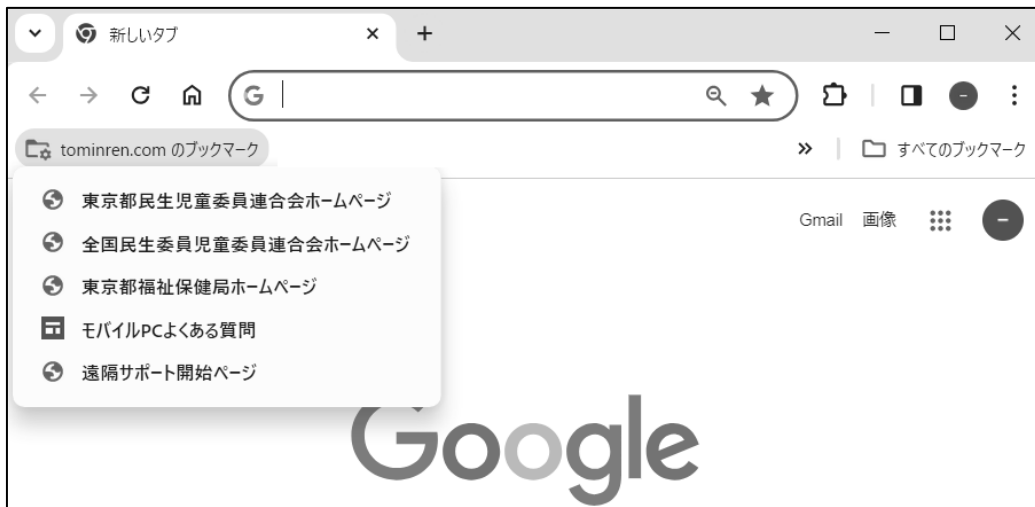 新しいタブ
tominren.com のブックマーク
すべてのブックマーク
東京都民生児童委員連合会ホームページ
全国民生委員児童委員連合会ホームページ
東京都福祉保健局ホームページ
モバイルPCよくある質問
遠隔サポート開始ページ
Gmail 画像
Google